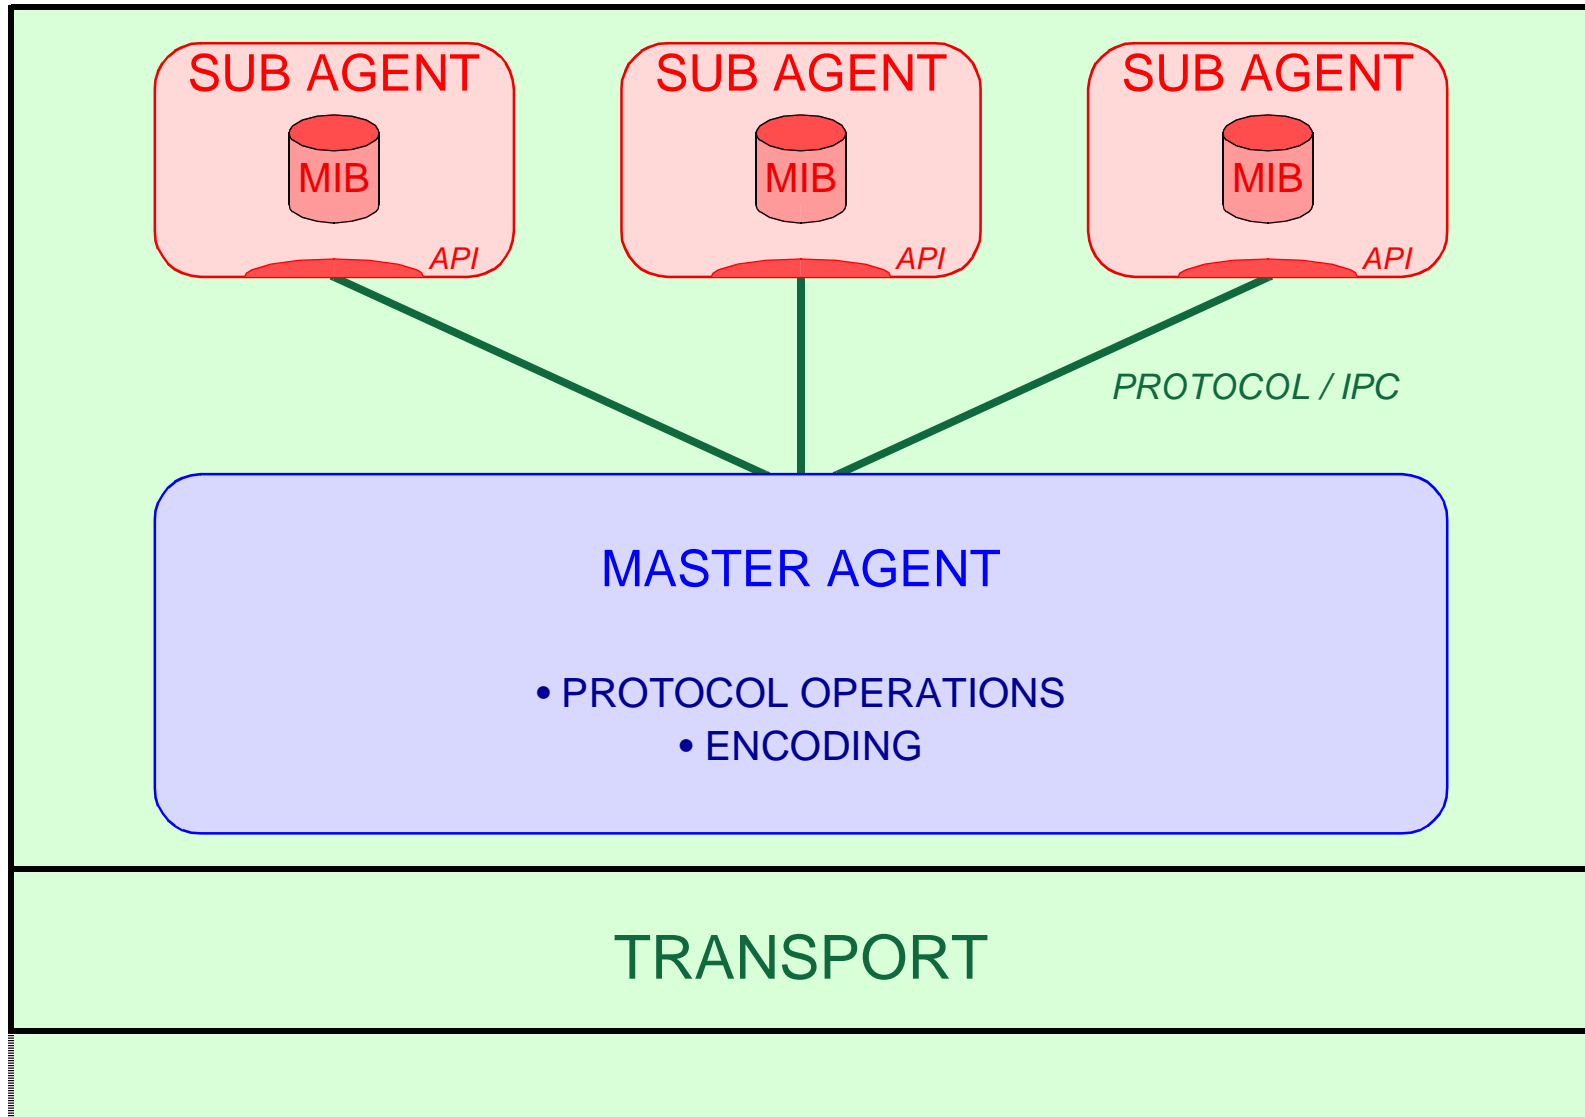 SUB AGENT
SUB AGENT
SUB AGENT
MIB
MIB
MIB
API
API
API
PROTOCOL / IPC
MASTER AGENT
• PROTOCOL OPERATIONS
• ENCODING
TRANSPORT